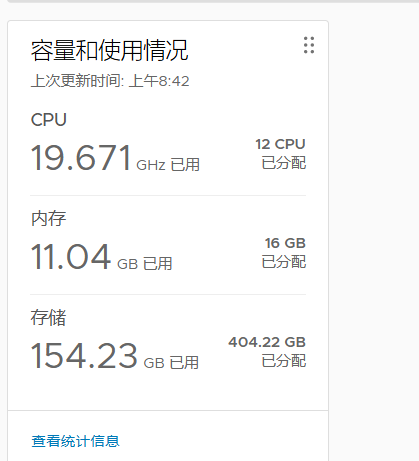 容量和使用情况
上次更新时间: 上午8:42
CPU
19.671 GHz 已用
12 CPU
已分配
内存
11.04 GB 已用
16 GB
已分配
存储
154.23 GB 已用
404.22 GB
已分配
查看统计信息